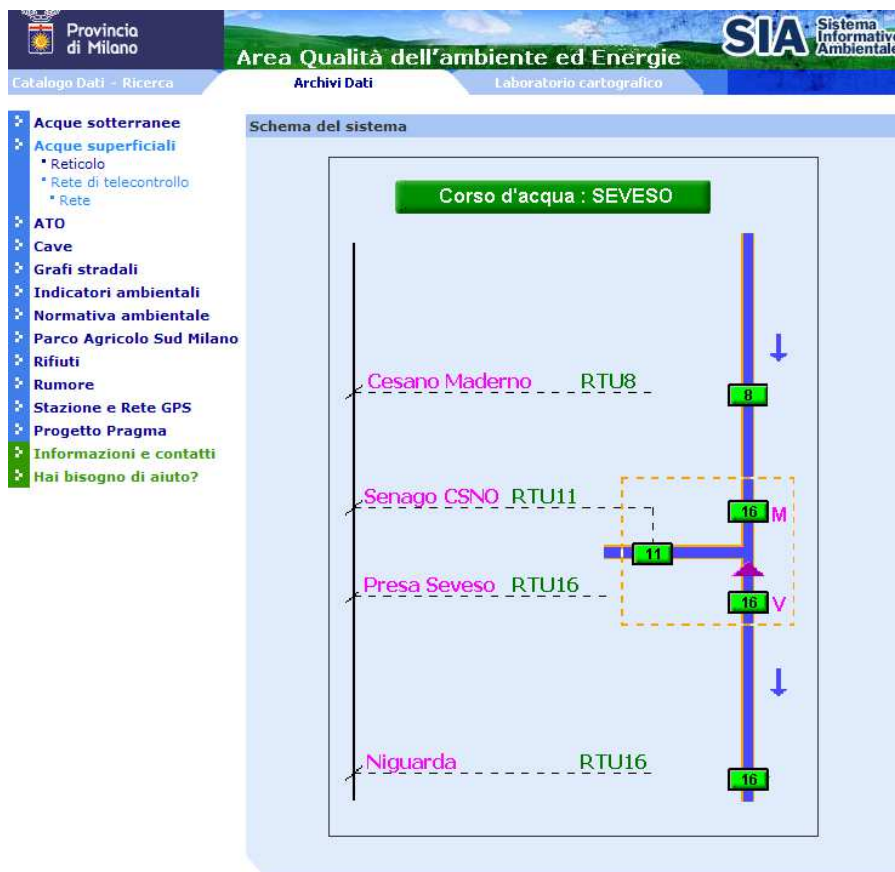 Provincia
di Milano
Area Qualità dell'ambiente ed Energie
SIA Sistema
Informativo
Ambientale
Catalogo Dati - Ricerca
Archivi Dati
Laboratorio cartografico
Acque sotterranee
Acque superficiali
Reticolo
Rete di telecontrollo
Rete
ATO
Cave
Grafi stradali
Indicatori ambientali
Normativa ambientale
Parco Agricolo Sud Milano
Rifiuti
Rumore
Stazione e Rete GPS
Progetto Pragma
Informazioni e contatti
Hai bisogno di aiuto?
Schema del sistema
Corso d'acqua : SEVESO
Cesano Maderno RTU8
8
Senago CSNO RTU11
16 M
11
Presa Seveso RTU16
16 V
Niguarda RTU16
16